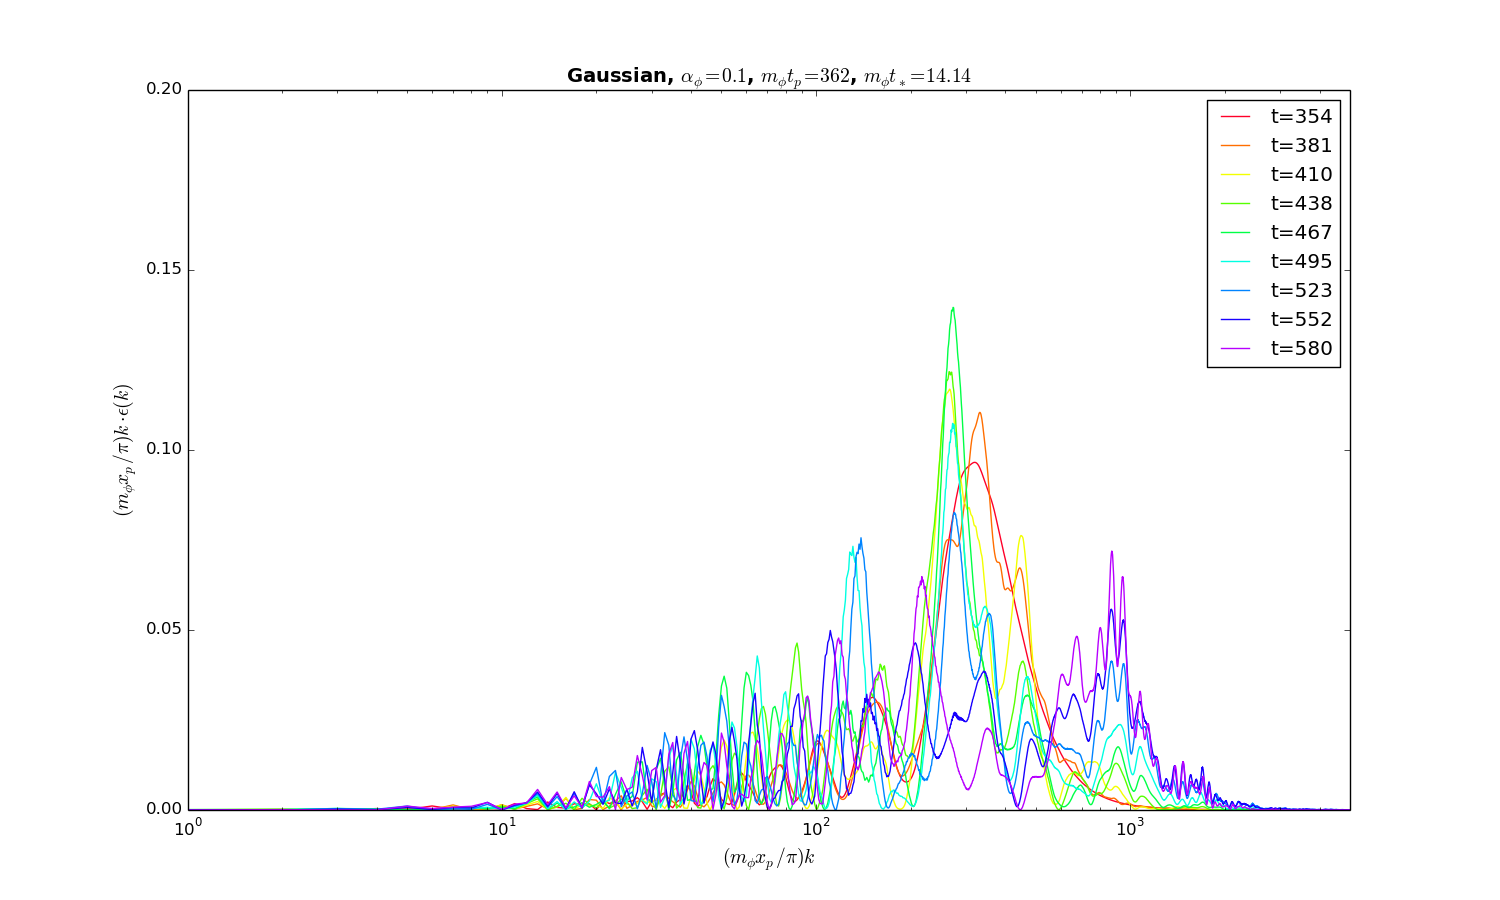 Gaussian, α_ϕ=0.1, m_ϕt_p=362, m_ϕt_*=14.14
0.20
0.15
0.10
0.05
0.00
(m_ϕx_p/π)k·ϵ(k)
10^0 10^1 10^2 10^3
(m_ϕx_p/π)k
t=354
t=381
t=410
t=438
t=467
t=495
t=523
t=552
t=580